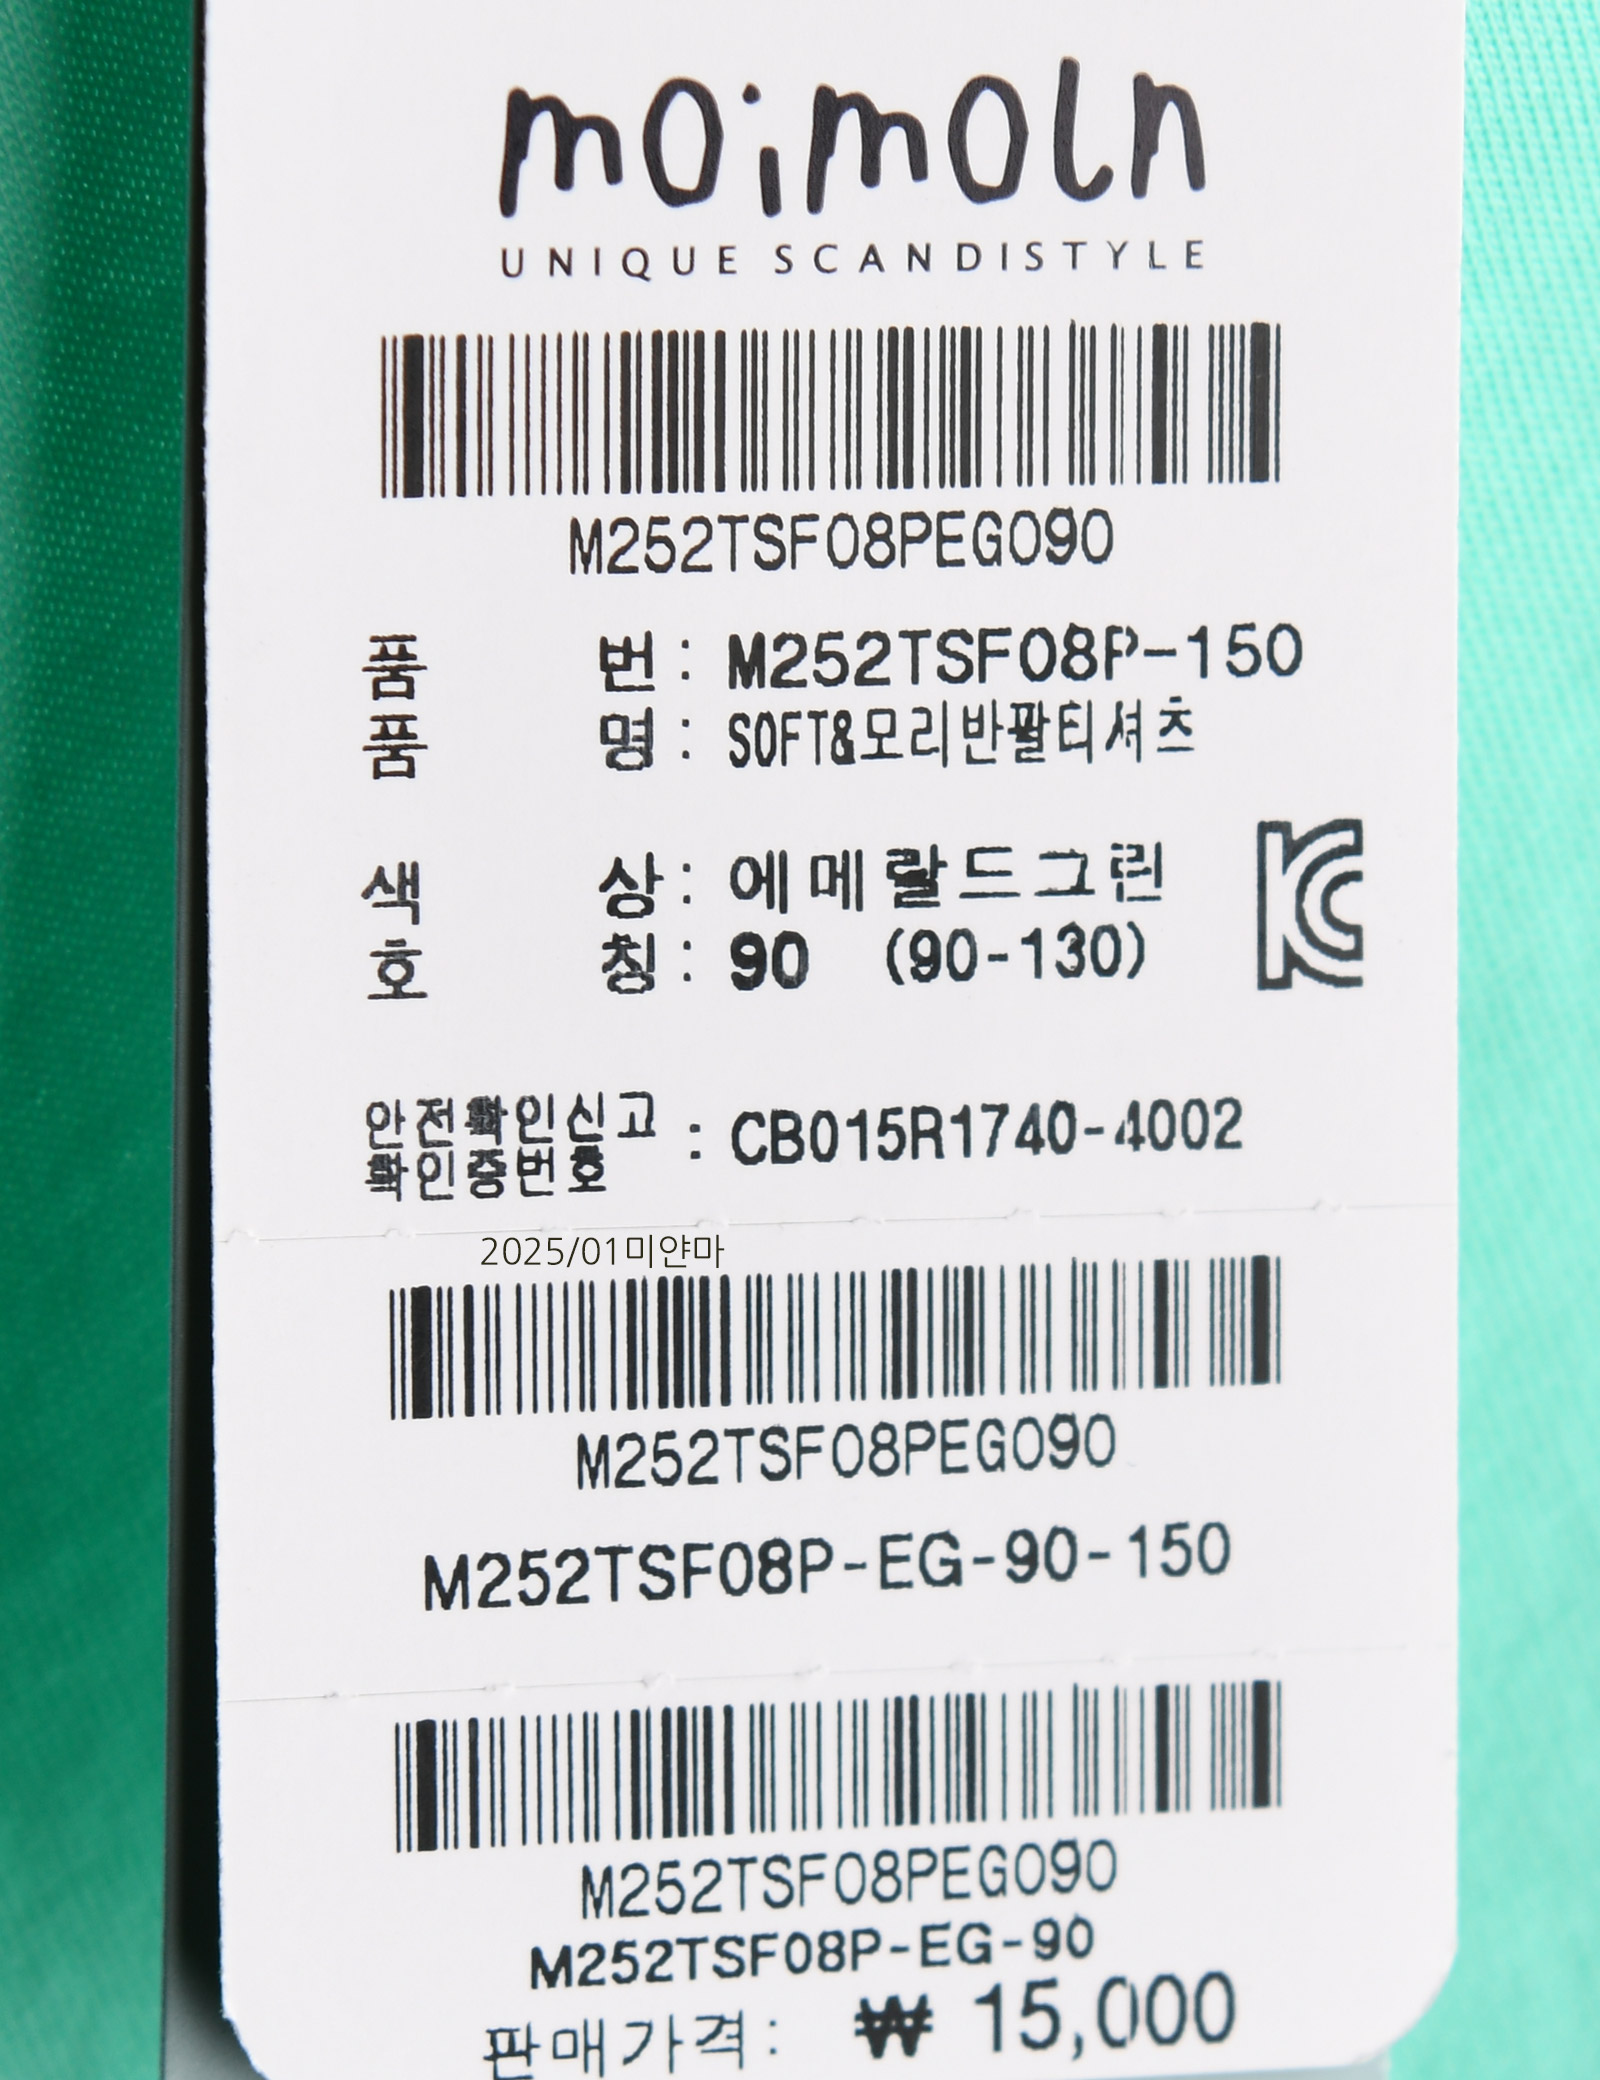 moimoln
UNIQUE SCANDISTYLE
M252TSF08PEG090
품 번 : M252TSF08P-150
품 명 : SOFT&모리반팔티셔츠
색 상 : 에메랄드그린
호 칭 : 90 (90-130)
안전확인신고
확인증번호 : CB015R1740-4002
2025/01미얀마
M252TSF08PEG090
M252TSF08P-EG-90-150
M252TSF08PEG090
M252TSF08P-EG-90
판매가격: ₩ 15,000